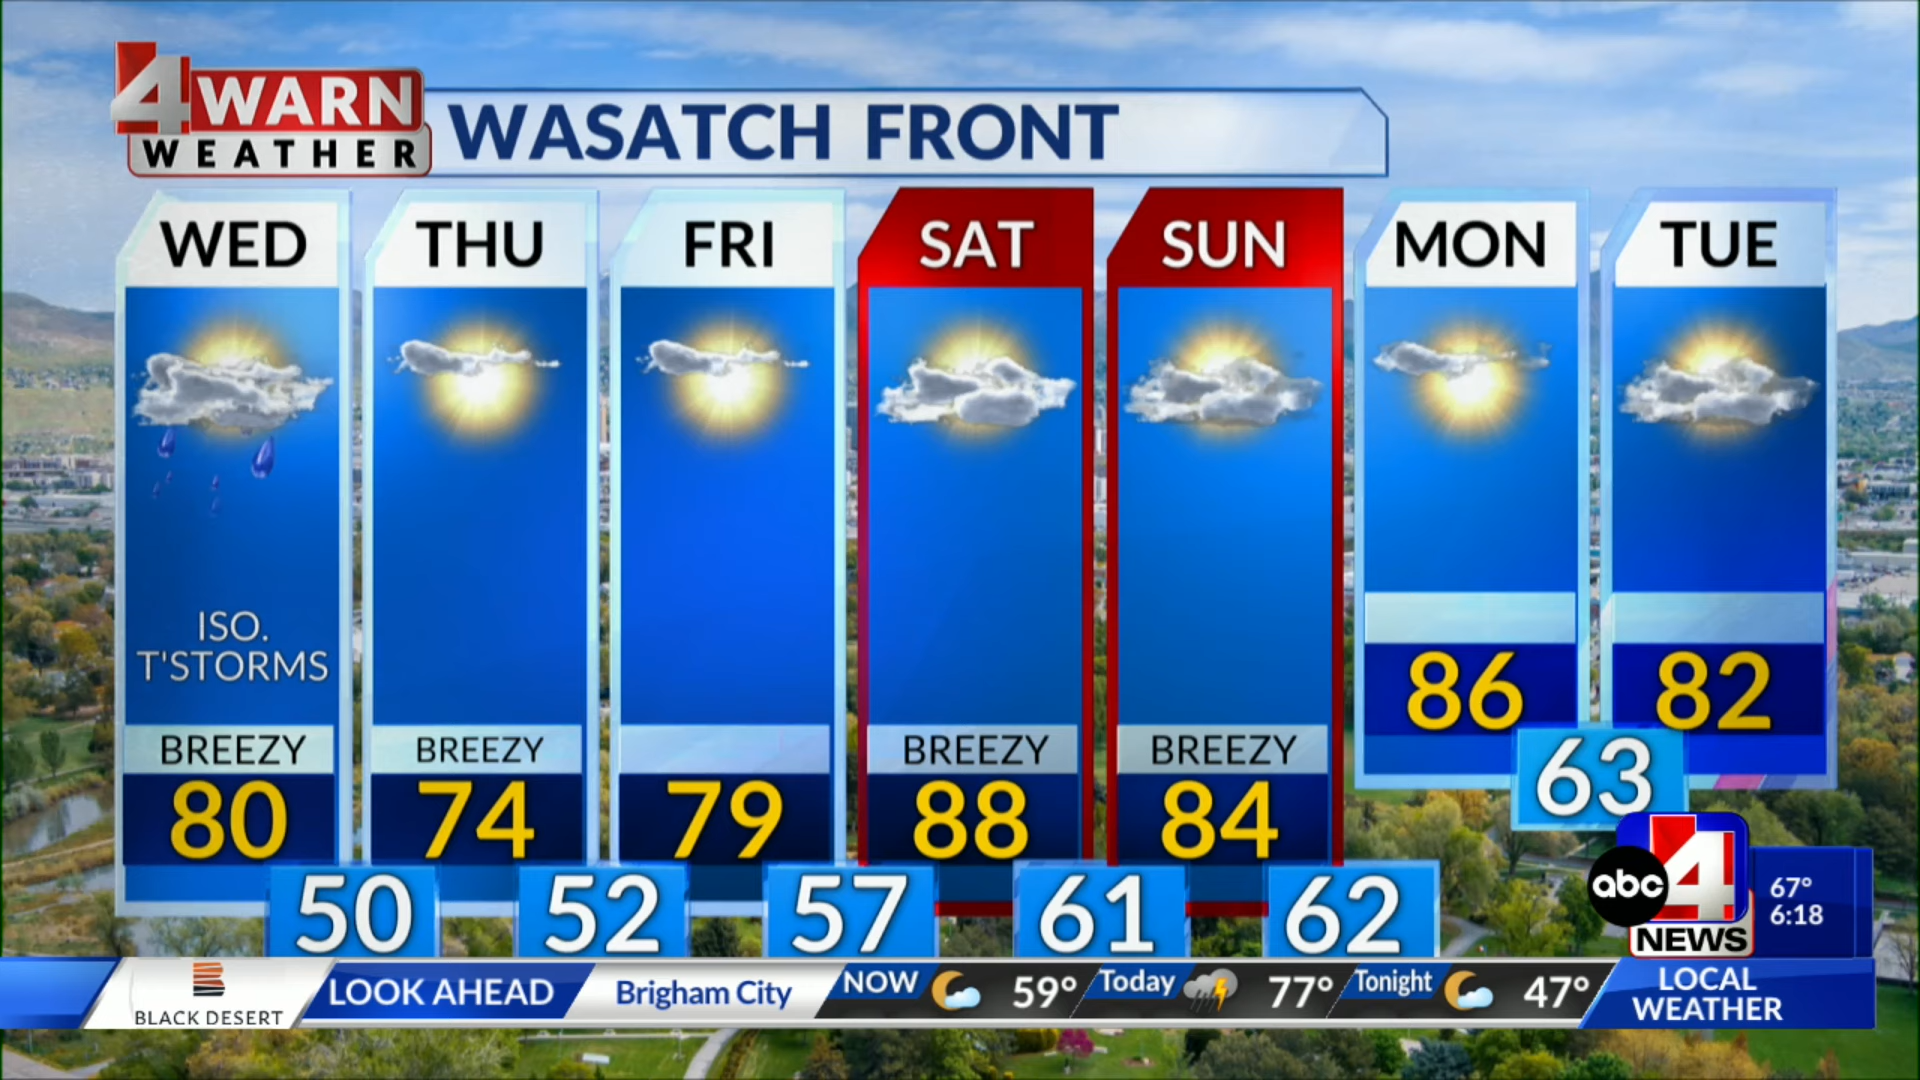 4 WARN
WEATHER
WASATCH FRONT
WED
THU
FRI
SAT
SUN
MON
TUE
ISO.
T'STORMS
BREEZY
BREEZY
BREEZY
BREEZY
80
74
79
88
84
86
82
50
52
57
61
62
63
abc
4
NEWS
67°
6:18
BLACK DESERT
LOOK AHEAD
Brigham City
NOW
59°
Today
77°
Tonight
47°
LOCAL
WEATHER